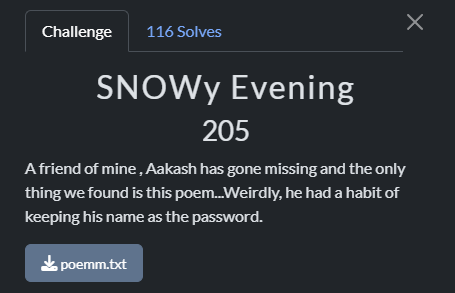 Challenge 116 Solves
SNOWy Evening
205
A friend of mine , Aakash has gone missing and the only
thing we found is this poem...Weirdly, he had a habit of
keeping his name as the password.
poemm.txt